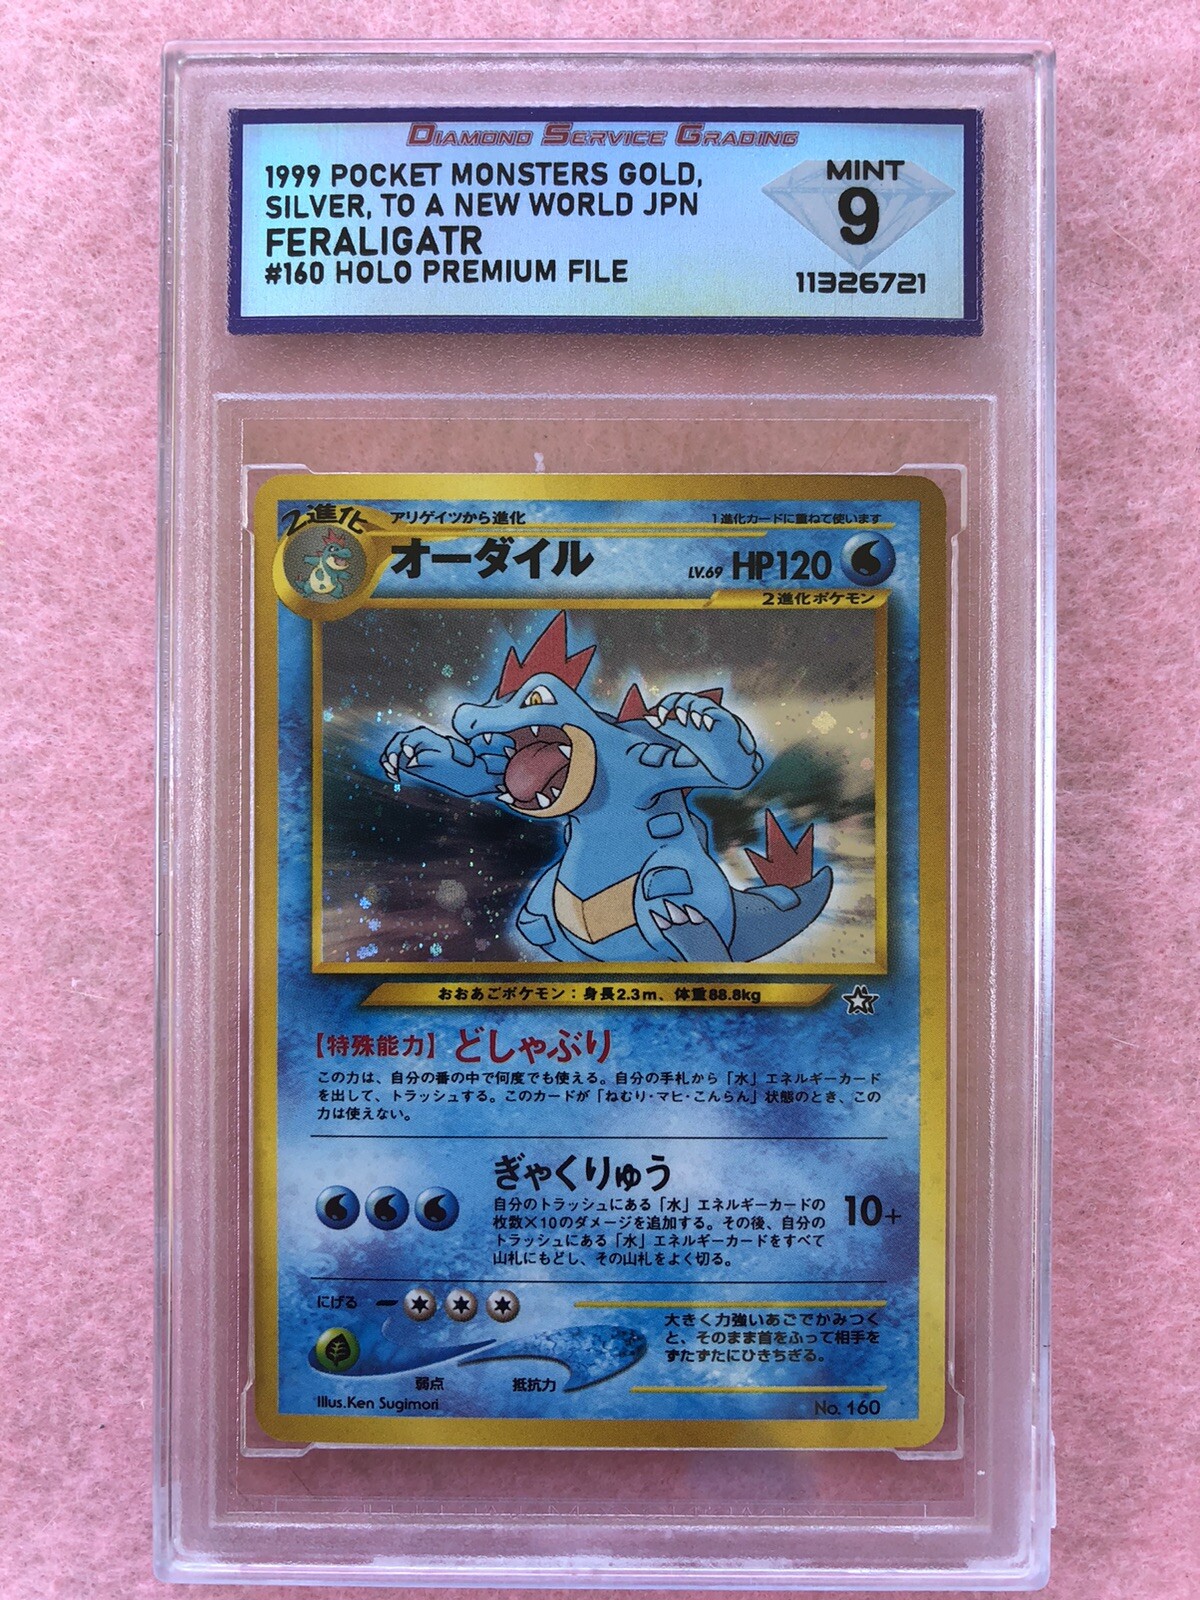 DIAMOND SERVICE GRADING
1999 POCKET MONSTERS GOLD,
SILVER, TO A NEW WORLD JPN
FERALIGATR
#160 HOLO PREMIUM FILE
MINT
9
11326721
2進化
アリゲイツから進化
1進化カードに重ねて使います
オーダイル
LV.69 HP120
2進化ポケモン
おおあごポケモン：身長2.3m、体重88.8kg
【特殊能力】どしゃぶり
この力は、自分の番の中で何度でも使える。自分の手札から「水」エネルギーカード
を出して、トラッシュする。このカードが「ねむり・マヒ・こんらん」状態のとき、この
力は使えない。
ぎゃくりゅう
自分のトラッシュにある「水」エネルギーカードの
枚数×10のダメージを追加する。その後、自分の
トラッシュにある「水」エネルギーカードをすべて
山札にもどし、その山札をよく切る。
10+
にげる
弱点
抵抗力
大きく力強いあごでかみつく
と、そのまま首をふって相手を
ずたずたにひきちぎる。
Illus.Ken Sugimori
No. 160